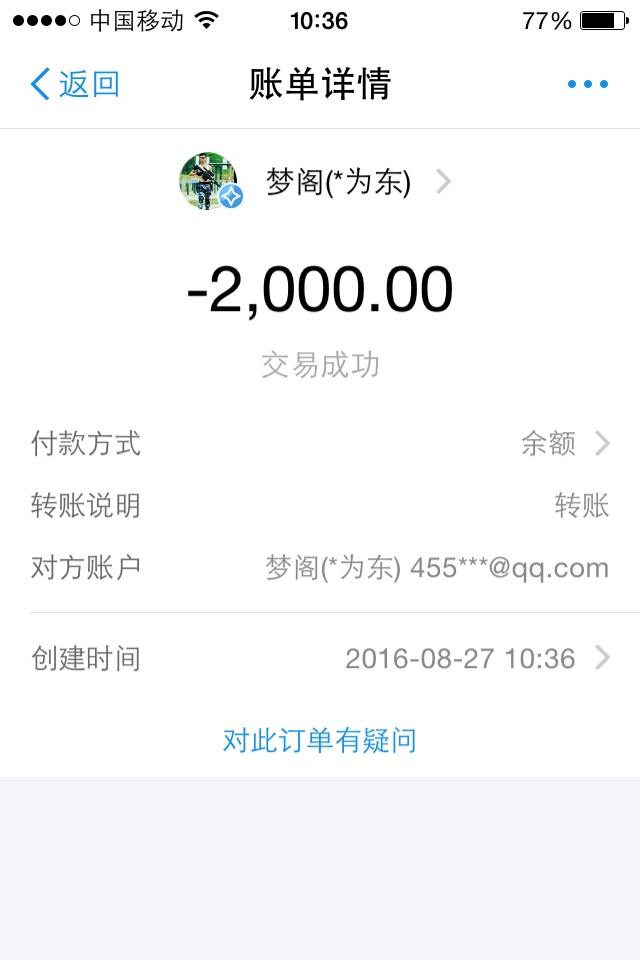 中国移动 10:36 77%
返回 账单详情
梦阁(*为东)
-2,000.00
交易成功
付款方式 余额
转账说明 转账
对方账户 梦阁(*为东) 455***@qq.com
创建时间 2016-08-27 10:36
对此订单有疑问